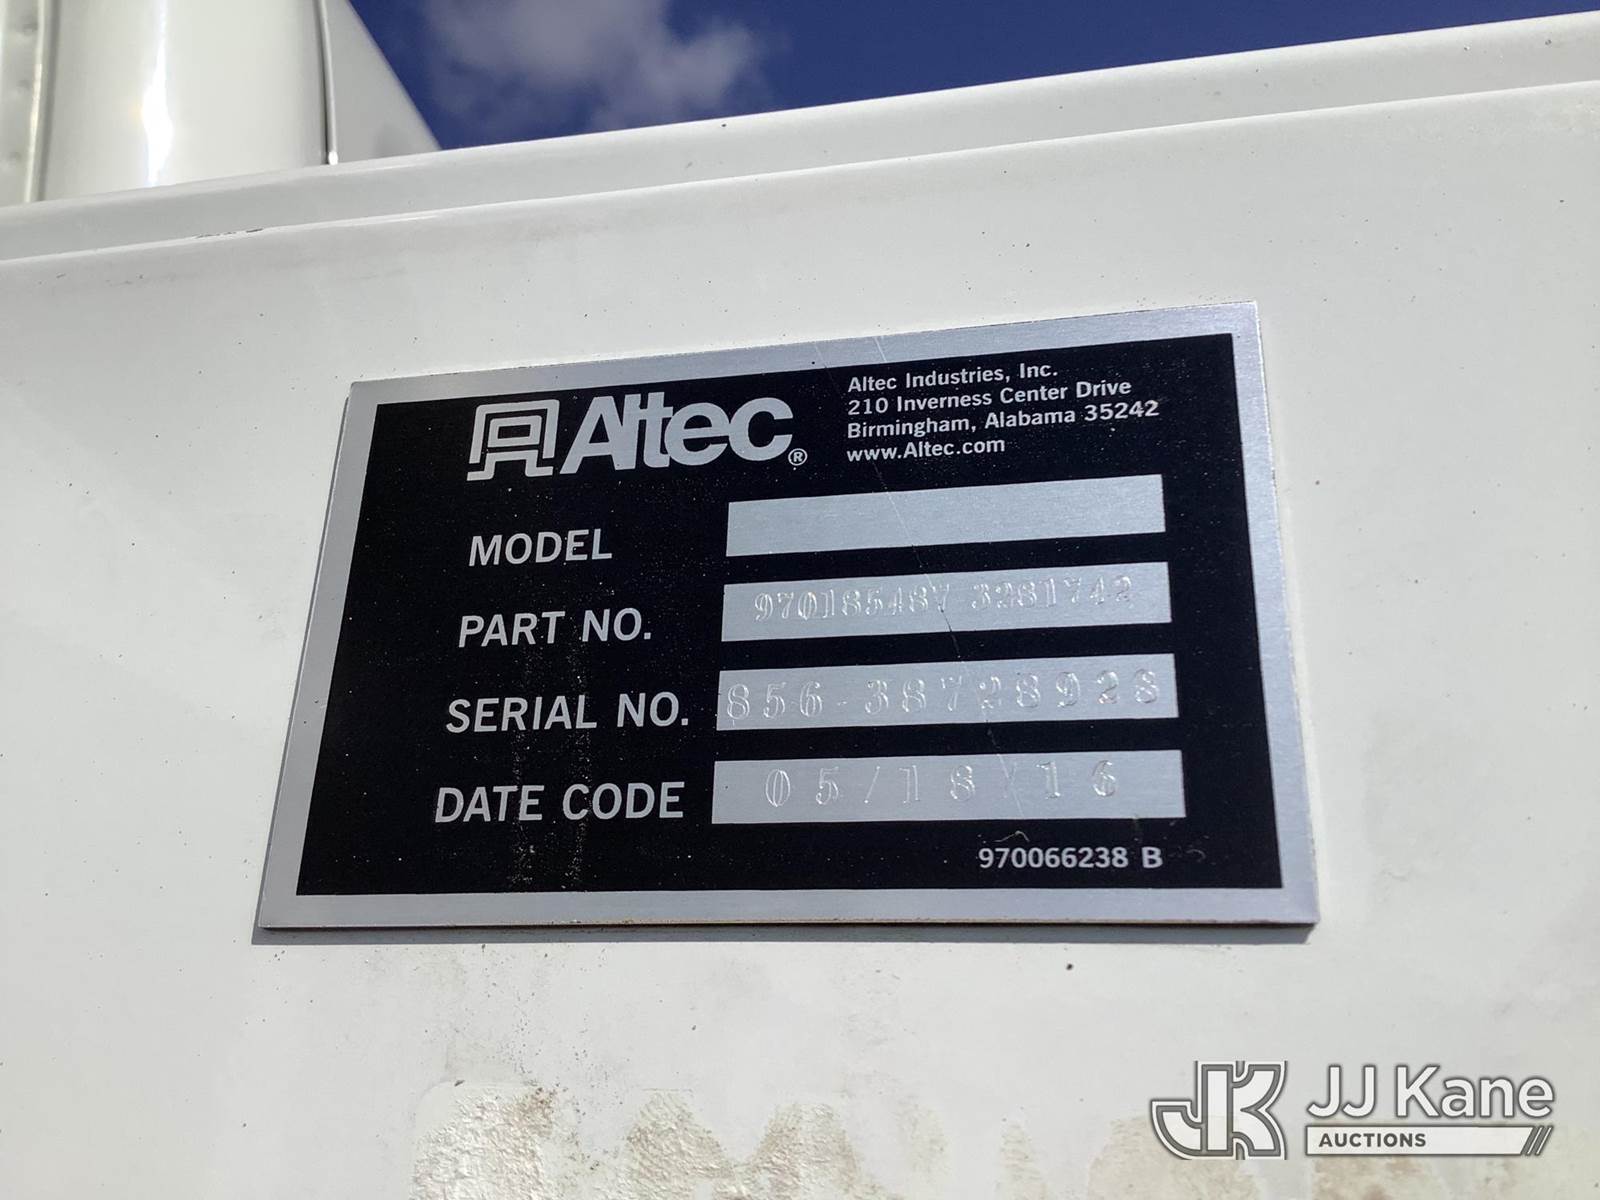 Altec®
Altec Industries, Inc.
210 Inverness Center Drive
Birmingham, Alabama 35242
www.Altec.com
MODEL
PART NO. 970185487 3281742
SERIAL NO. 856-38728928
DATE CODE 05/18/16
970066238 B
JK JJ Kane
AUCTIONS